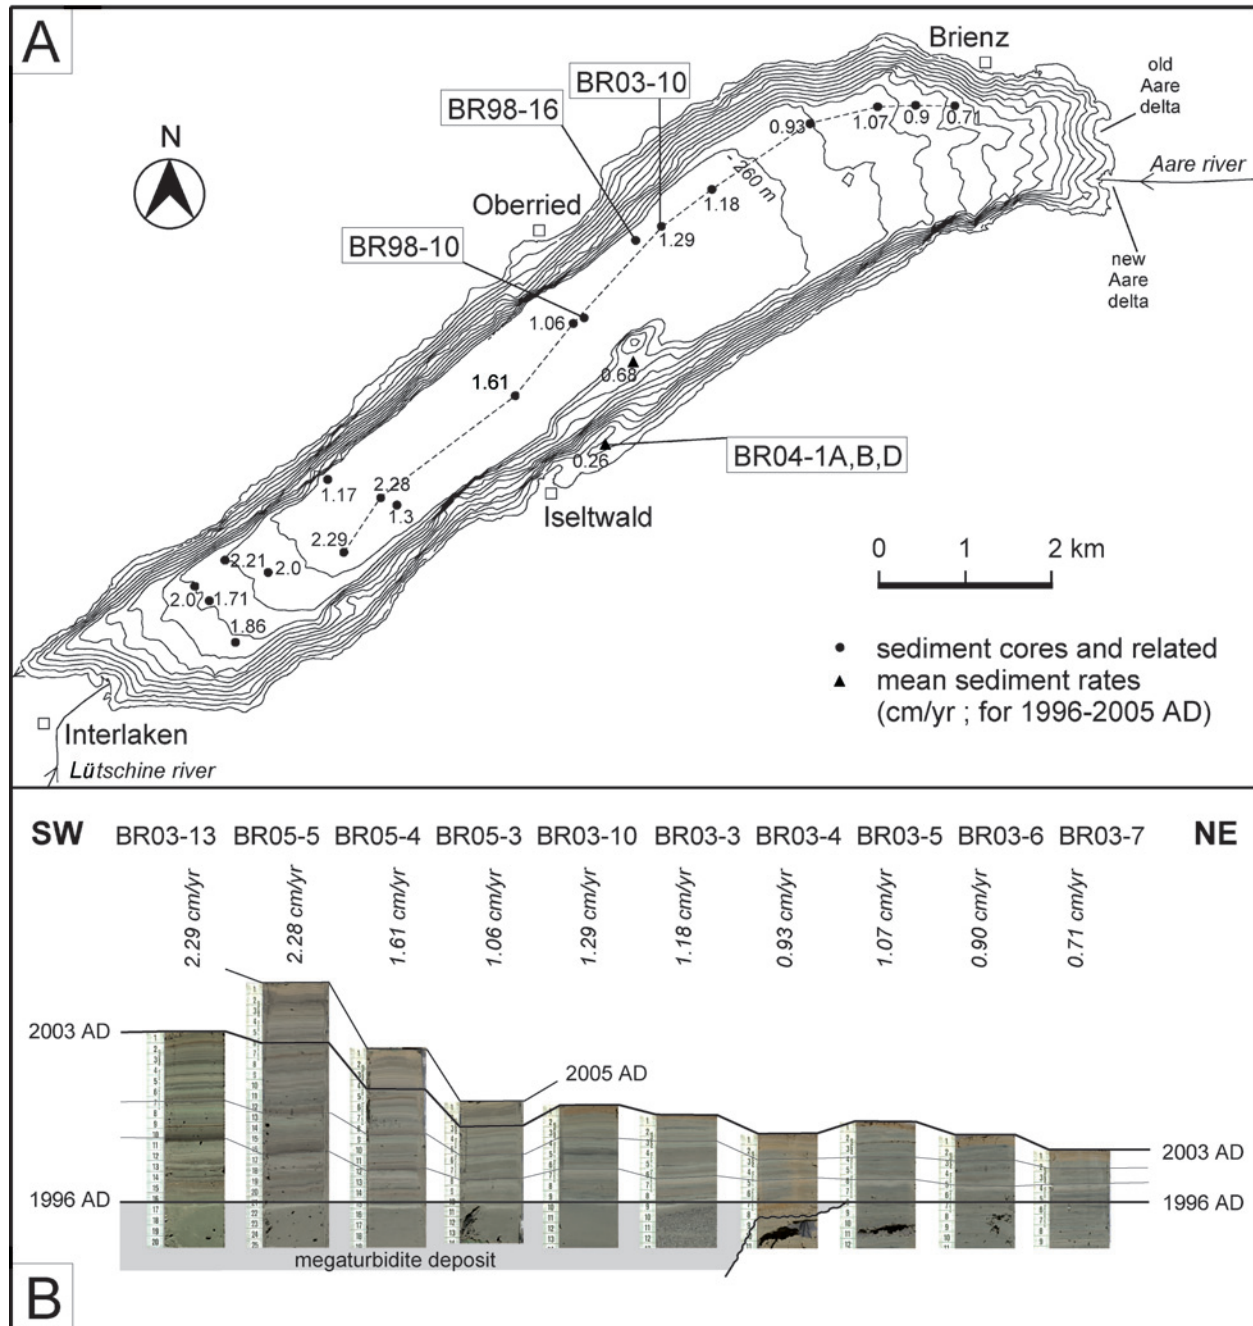 A
N
BR03-10
BR98-16
Brienz
old
Aare
delta
Aare river
new
Aare
delta
Oberried
BR98-10
0.93
1.07
0.9
0.71
- 260 m
1.18
1.29
1.06
1.61
0.68
0.26
BR04-1A,B,D
Iseltwald
1.17
2.28
1.3
2.29
2.21
2.0
2.0
1.71
1.86
0 1 2 km
sediment cores and related
mean sediment rates
(cm/yr ; for 1996-2005 AD)
Interlaken
Lütschine river
SW BR03-13 BR05-5 BR05-4 BR05-3 BR03-10 BR03-3 BR03-4 BR03-5 BR03-6 BR03-7 NE
2.29 cm/yr
2.28 cm/yr
1.61 cm/yr
1.06 cm/yr
1.29 cm/yr
1.18 cm/yr
0.93 cm/yr
1.07 cm/yr
0.90 cm/yr
0.71 cm/yr
2003 AD
2005 AD
2003 AD
1996 AD
1996 AD
megaturbidite deposit
B